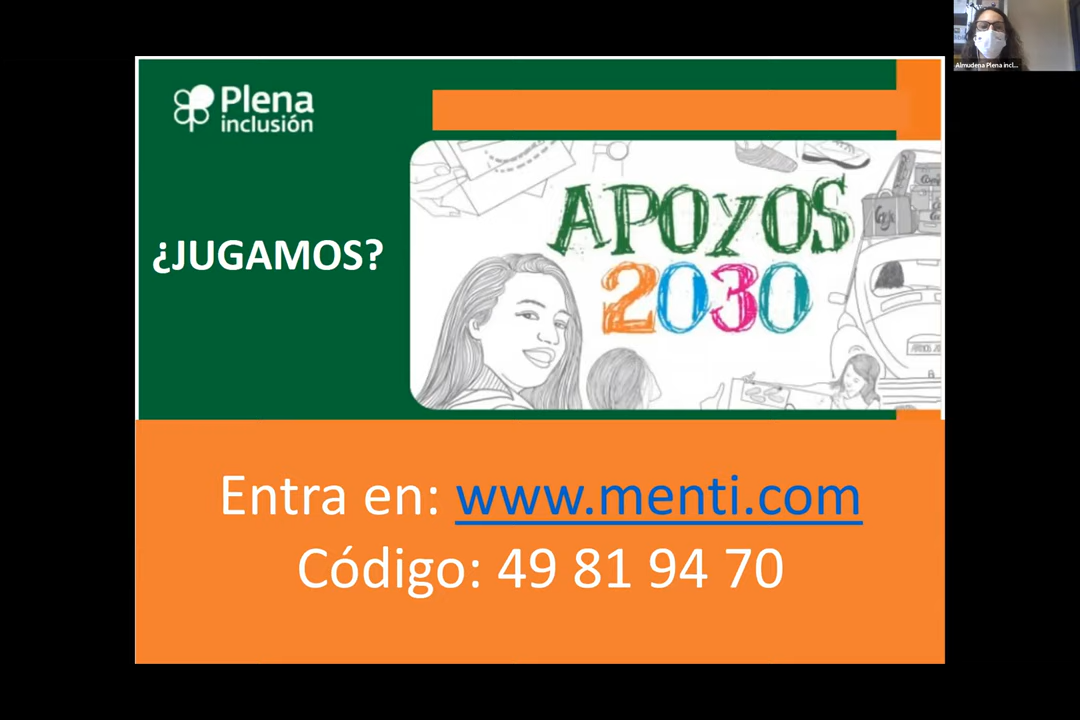 Plena
inclusión
¿JUGAMOS?
APOYOS
2030
Entra en: www.menti.com
Código: 49 81 94 70
Almudena Plena incl...